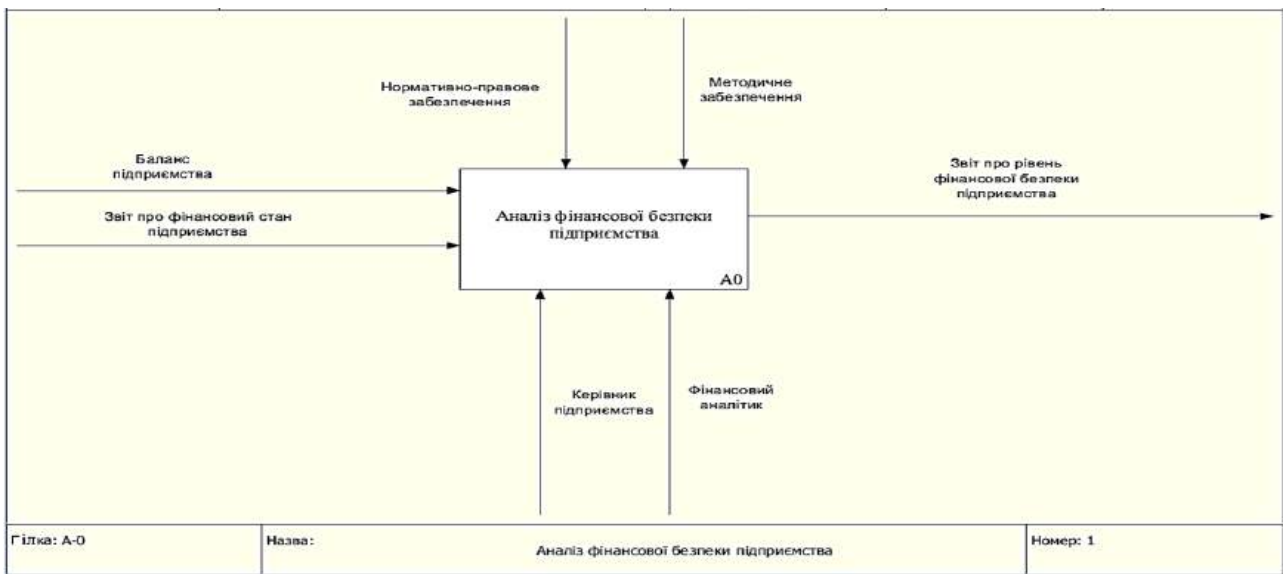 Нормативно-правове
забезпечення
Методичне
забезпечення
Баланс
підприємства
Звіт про фінансовий стан
підприємства
Аналіз фінансової безпеки
підприємства
A0
Звіт про рівень
фінансової безпеки
підприємства
Керівник
підприємства
Фінансовий
аналітик
Гілка: A-0
Назва:
Аналіз фінансової безпеки підприємства
Номер: 1